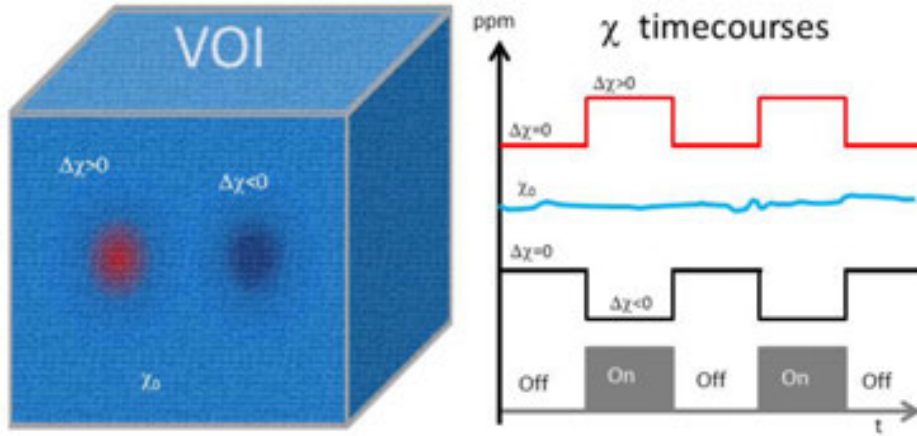 VOI
Δχ>0
Δχ<0
χ₀
ppm
χ timecourses
Δχ>0
Δχ=0
χ₀
Δχ=0
Δχ<0
Off On Off On Off
t